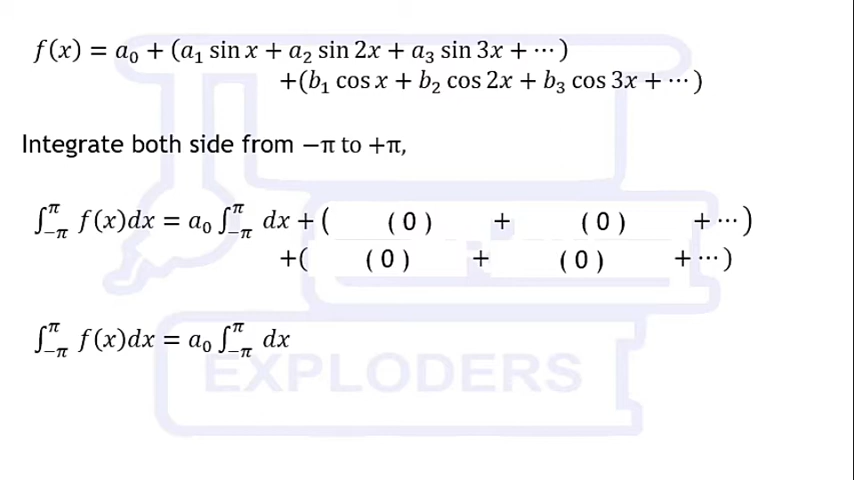 f(x) = a₀ + (a₁ sin x + a₂ sin 2x + a₃ sin 3x + ⋯ )
+(b₁ cos x + b₂ cos 2x + b₃ cos 3x + ⋯ )
Integrate both side from −π to +π,
∫₋π^π f(x)dx = a₀ ∫₋π^π dx + ( (0) + (0) + ⋯ )
+( (0) + (0) + ⋯ )
∫₋π^π f(x)dx = a₀ ∫₋π^π dx
EXPLODERS